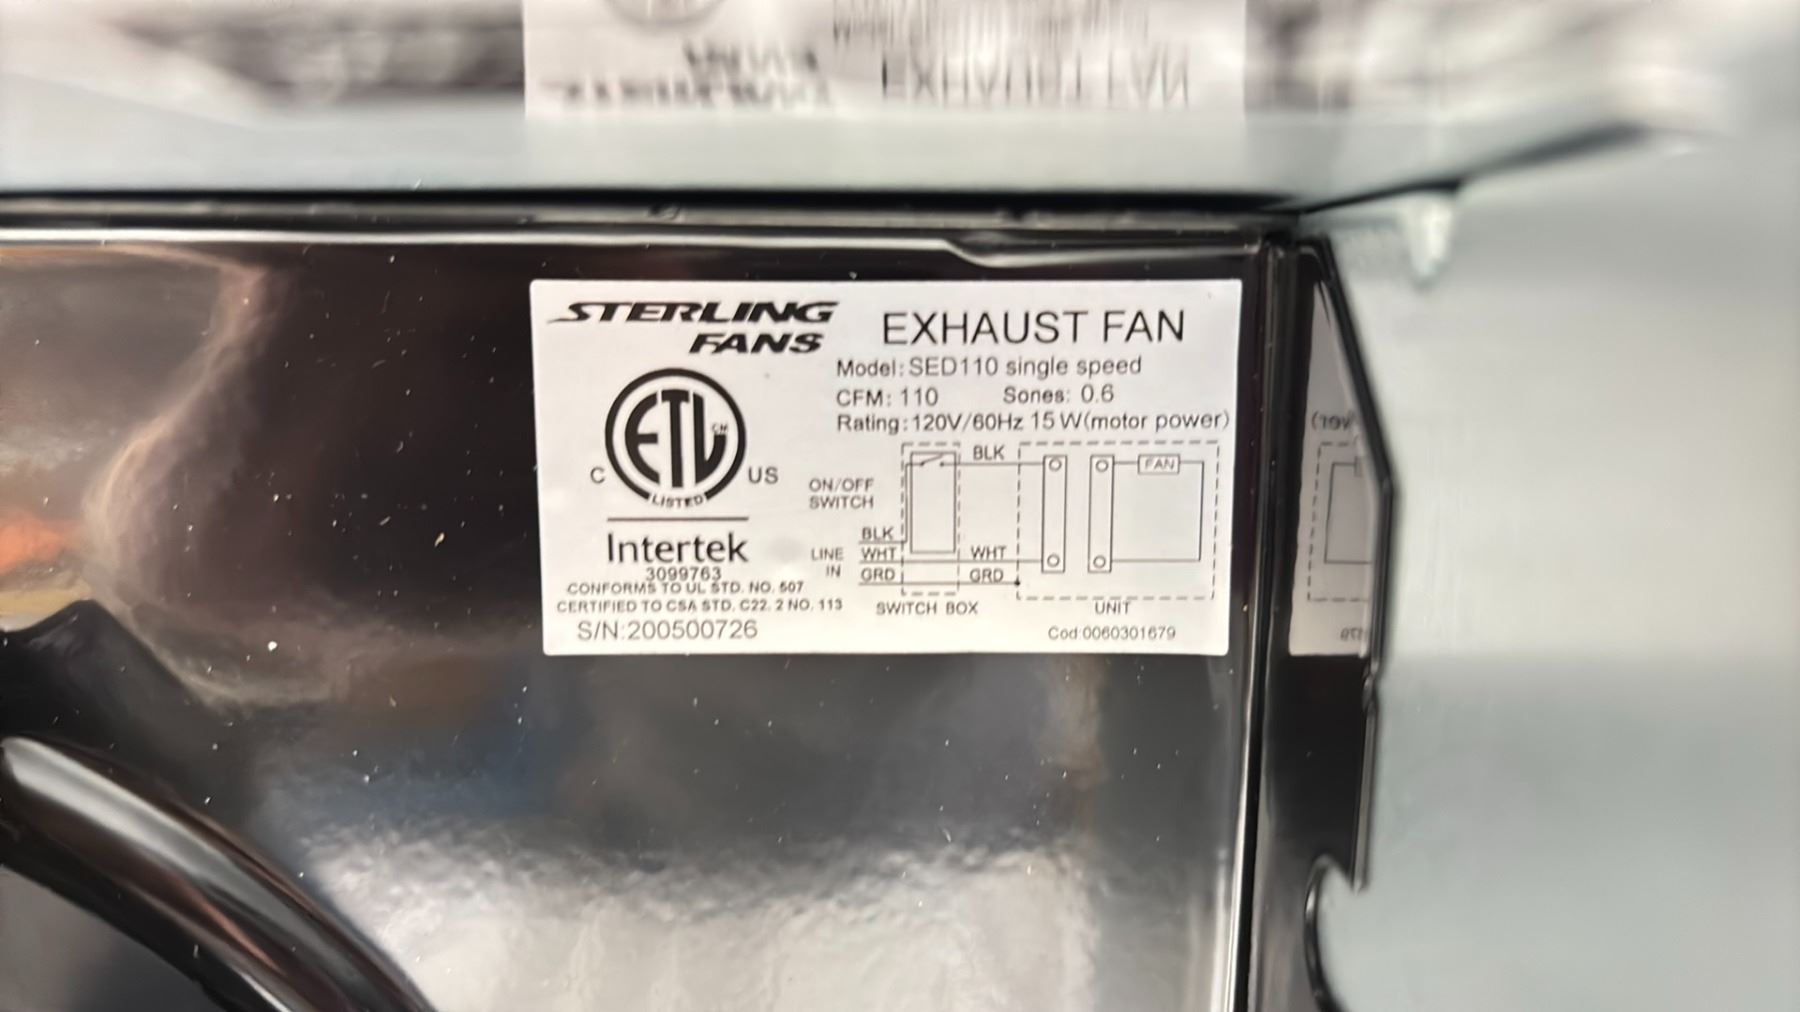 STERLING
FANS
EXHAUST FAN
Model: SED110 single speed
CFM: 110 Sones: 0.6
Rating: 120V/60Hz 15 W(motor power)
ETL CM
LISTED
C US
Intertek
3099763
CONFORMS TO UL STD. NO. 507
CERTIFIED TO CSA STD. C22. 2 NO. 113
S/N:200500726
BLK
FAN
ON/OFF
SWITCH
BLK
LINE WHT WHT
IN GRD GRD
SWITCH BOX UNIT
Cod:0060301679